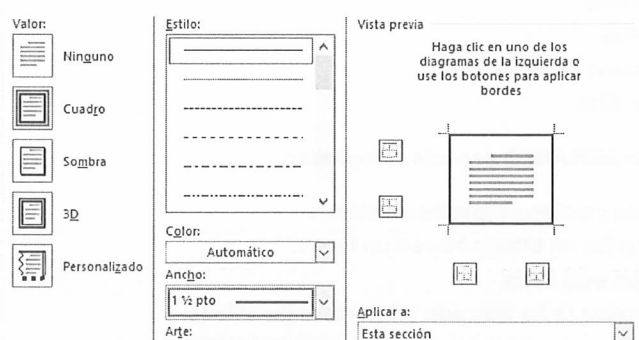 Valor:
Ninguno
Cuadro
Sombra
3D
Personalizado
Estilo:
Color:
Automático
Ancho:
1 ½ pto
Arte:
Vista previa
Haga clic en uno de los
diagramas de la izquierda o
use los botones para aplicar
bordes
Aplicar a:
Esta sección